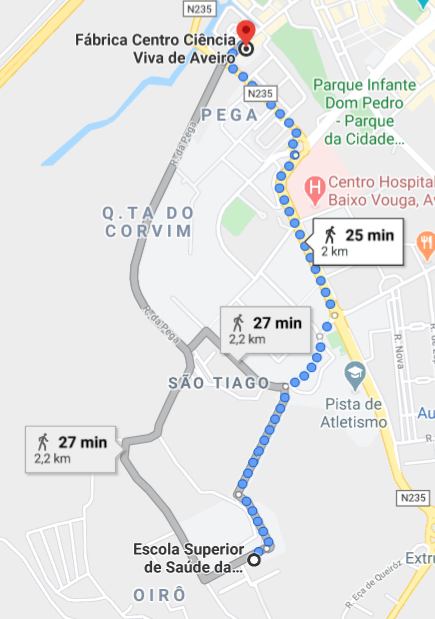 N235
Fábrica Centro Ciência
Viva de Aveiro
Parque Infante
Dom Pedro
- Parque
da Cidade...
N235
PEGA
R. da Pega
H
Centro Hospital
Baixo Vouga, Av
Q.TA DO
CORVIM
25 min
2 km
R. da Pega
27 min
2,2 km
R. Nova
SÃO TIAGO
Pista de
Atletismo
Au
27 min
2,2 km
N235
Escola Superior
de Saúde da...
Extru
OIRÔ
R. Eça de Queiróz